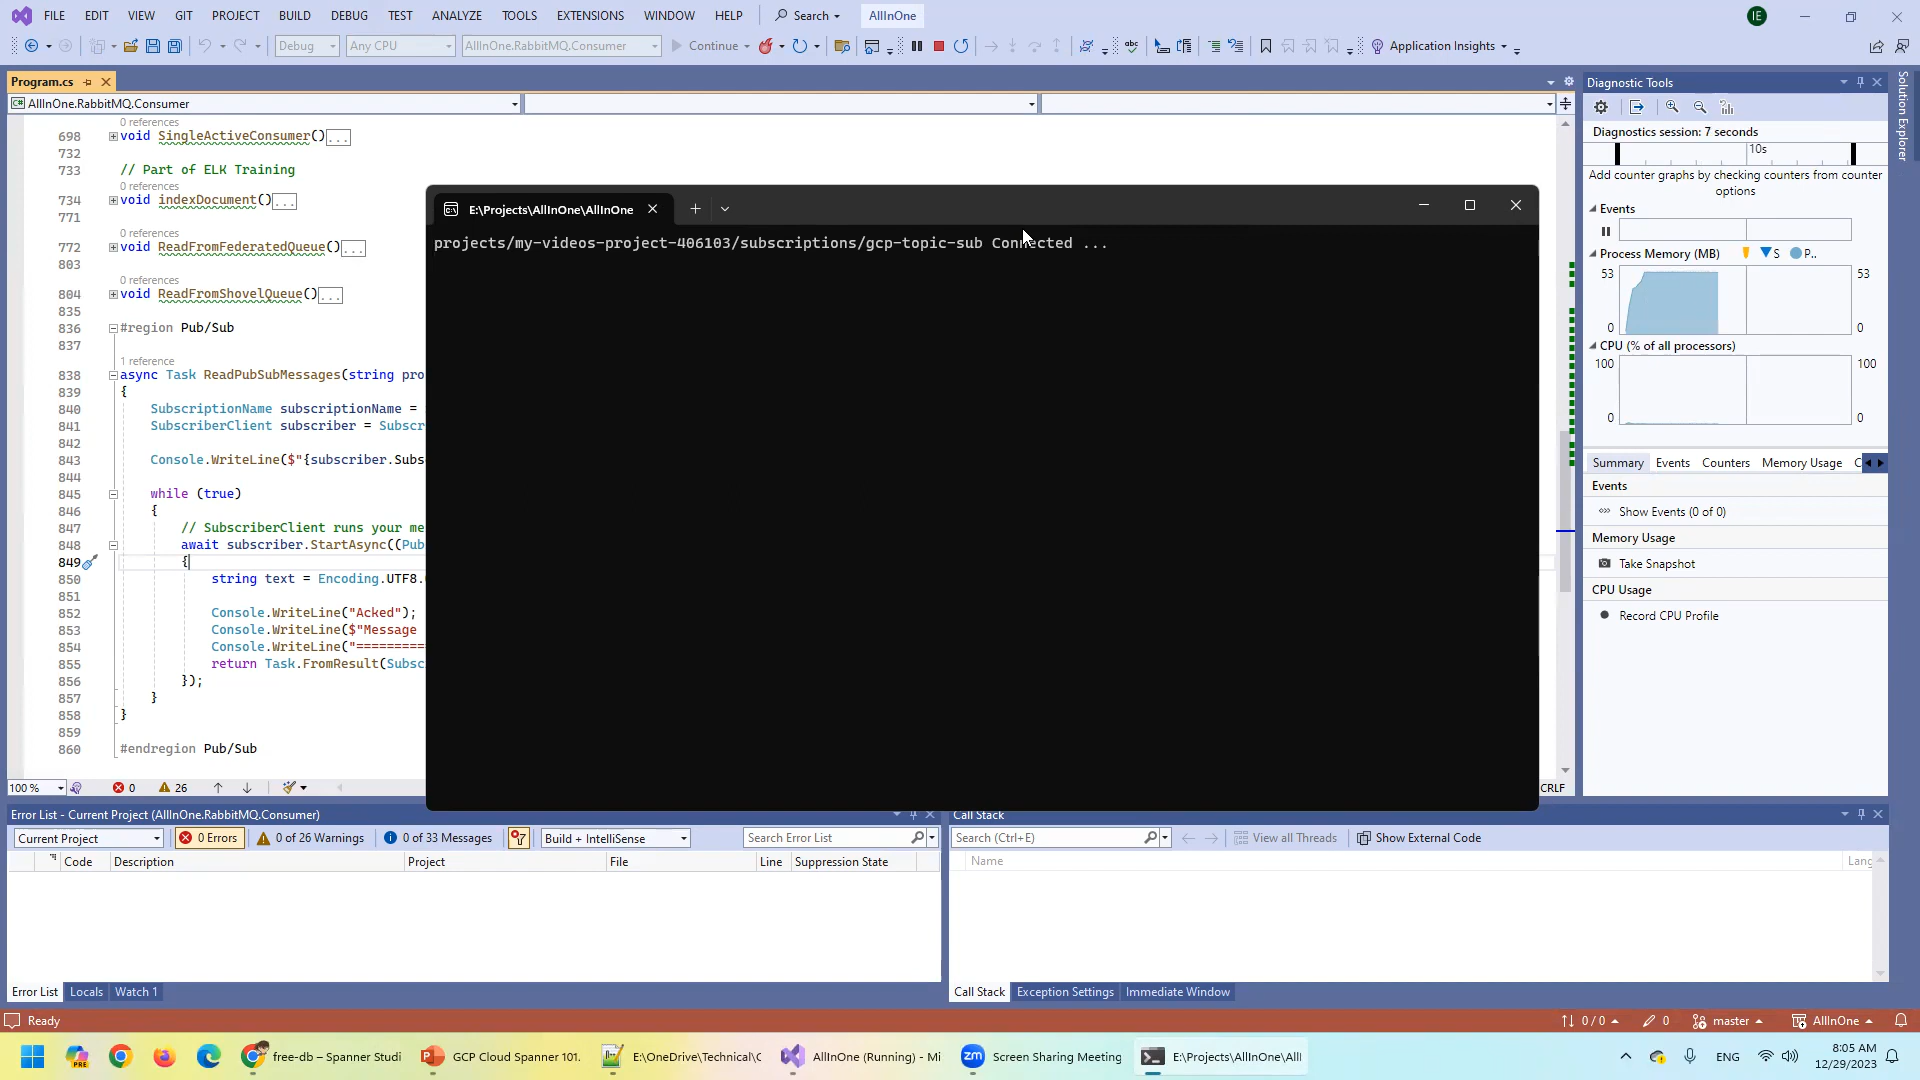 FILE EDIT VIEW GIT PROJECT BUILD DEBUG TEST ANALYZE TOOLS EXTENSIONS WINDOW HELP Search AllInOne IE
Debug Any CPU AllInOne.RabbitMQ.Consumer Continue Application Insights
Program.cs
AllInOne.RabbitMQ.Consumer
0 references
698 void SingleActiveConsumer()...
732
733 // Part of ELK Training
0 references
734 void indexDocument()...
771
0 references
772 void ReadFromFederatedQueue()...
803
0 references
804 void ReadFromShovelQueue()...
835
836 #region Pub/Sub
837
1 reference
838 async Task ReadPubSubMessages(string pro
839 {
840 SubscriptionName subscriptionName =
841 SubscriberClient subscriber = Subscr
842
843 Console.WriteLine($"{subscriber.Subs
844
845 while (true)
846 {
847 // SubscriberClient runs your me
848 await subscriber.StartAsync((Pub
849 {
850 string text = Encoding.UTF8.
851
852 Console.WriteLine("Acked");
853 Console.WriteLine($"Message
854 Console.WriteLine("=========
855 return Task.FromResult(Subsc
856 });
857 }
858 }
859
860 #endregion Pub/Sub
E:\Projects\AllInOne\AllInOne
projects/my-videos-project-406103/subscriptions/gcp-topic-sub Connected ...
100 % 0 26 CRLF
Diagnostic Tools
Diagnostics session: 7 seconds
10s
Add counter graphs by checking counters from counter
options
Events
Process Memory (MB) S P..
53 53
0 0
CPU (% of all processors)
100 100
0 0
Summary Events Counters Memory Usage C
Events
Show Events (0 of 0)
Memory Usage
Take Snapshot
CPU Usage
Record CPU Profile
Solution Explorer
Error List - Current Project (AllInOne.RabbitMQ.Consumer)
Current Project 0 Errors 0 of 26 Warnings 0 of 33 Messages Build + IntelliSense Search Error List
Code Description Project File Line Suppression State
Error List Locals Watch 1
Call Stack
Search (Ctrl+E) View all Threads Show External Code
Name Lang
Call Stack Exception Settings Immediate Window
Ready 0 / 0 0 master AllInOne
PRE free-db – Spanner Studi GCP Cloud Spanner 101. E:\OneDrive\Technical\C AllInOne (Running) - Mi zm Screen Sharing Meeting E:\Projects\AllInOne\AllI ENG 8:05 AM
12/29/2023